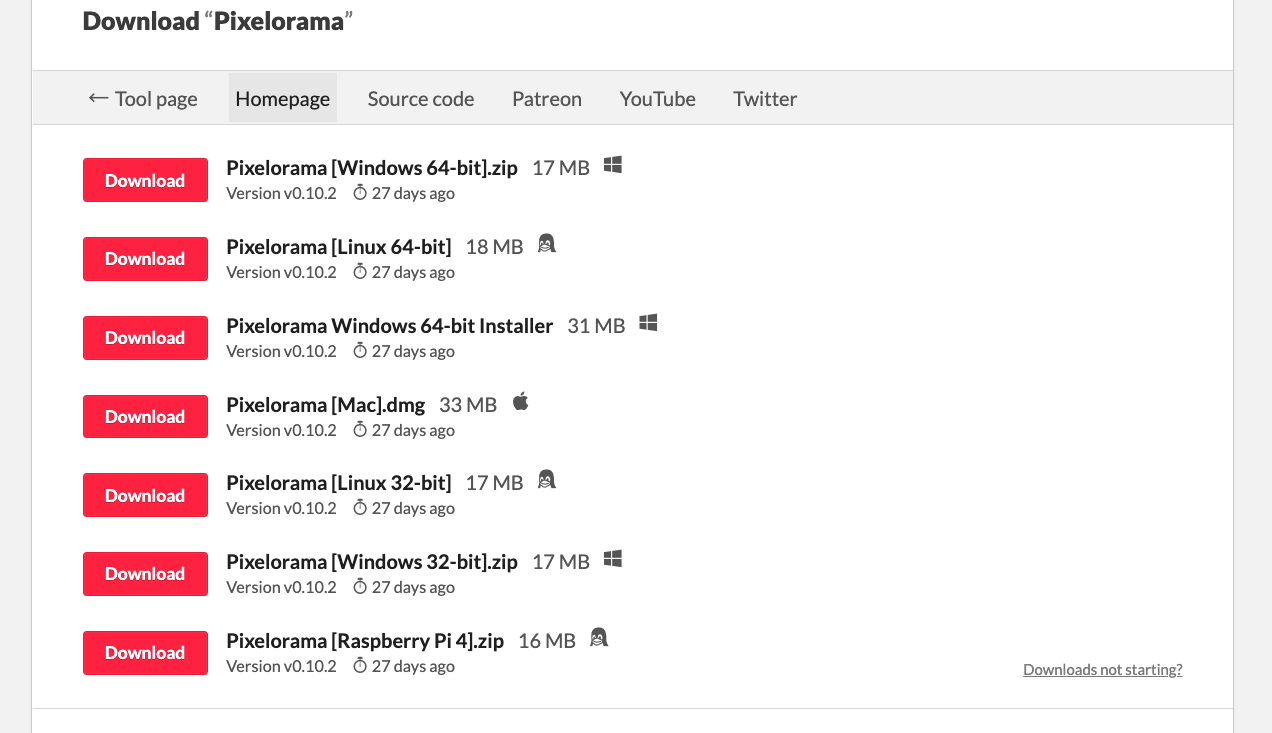 Download “Pixelorama”
← Tool page Homepage Source code Patreon YouTube Twitter
Download Pixelorama [Windows 64-bit].zip 17 MB
Version v0.10.2 27 days ago
Download Pixelorama [Linux 64-bit] 18 MB
Version v0.10.2 27 days ago
Download Pixelorama Windows 64-bit Installer 31 MB
Version v0.10.2 27 days ago
Download Pixelorama [Mac].dmg 33 MB
Version v0.10.2 27 days ago
Download Pixelorama [Linux 32-bit] 17 MB
Version v0.10.2 27 days ago
Download Pixelorama [Windows 32-bit].zip 17 MB
Version v0.10.2 27 days ago
Download Pixelorama [Raspberry Pi 4].zip 16 MB
Version v0.10.2 27 days ago
Downloads not starting?